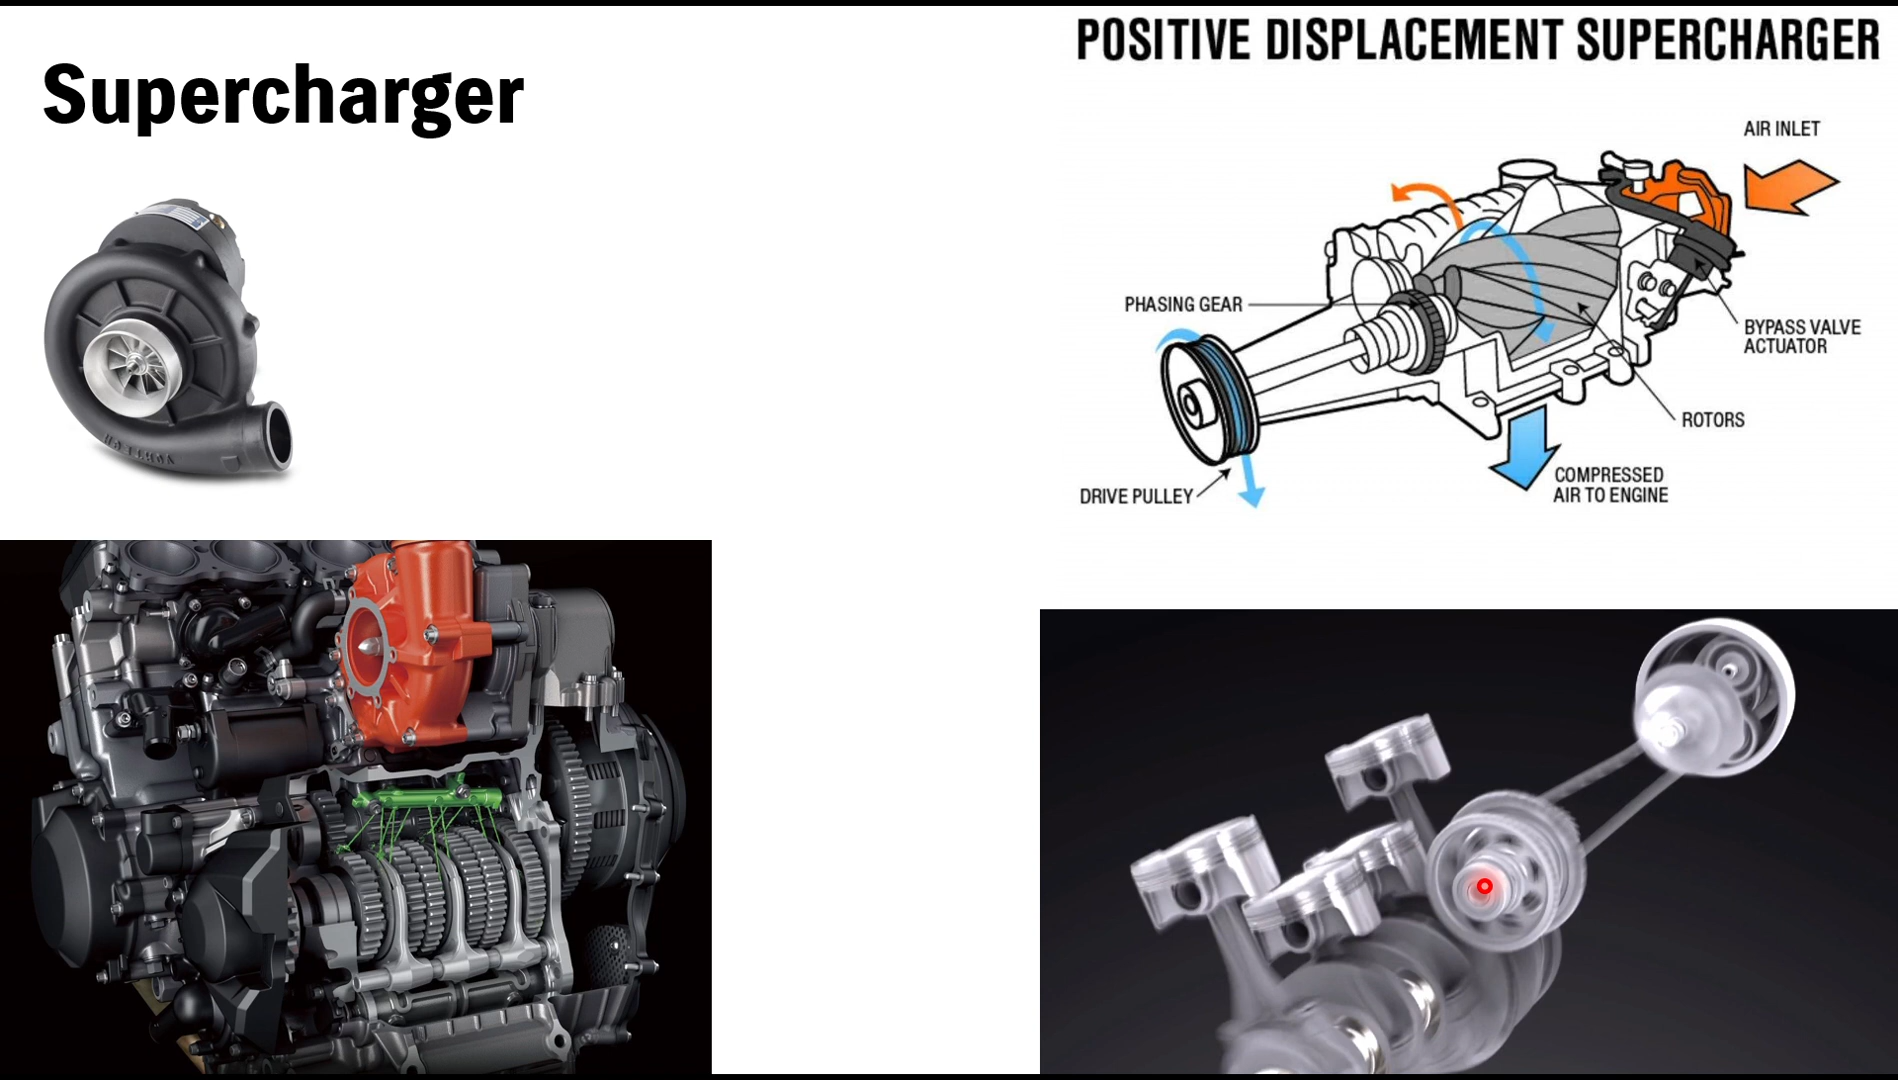 Supercharger
POSITIVE DISPLACEMENT SUPERCHARGER
AIR INLET
PHASING GEAR
BYPASS VALVE
ACTUATOR
ROTORS
COMPRESSED
AIR TO ENGINE
DRIVE PULLEY